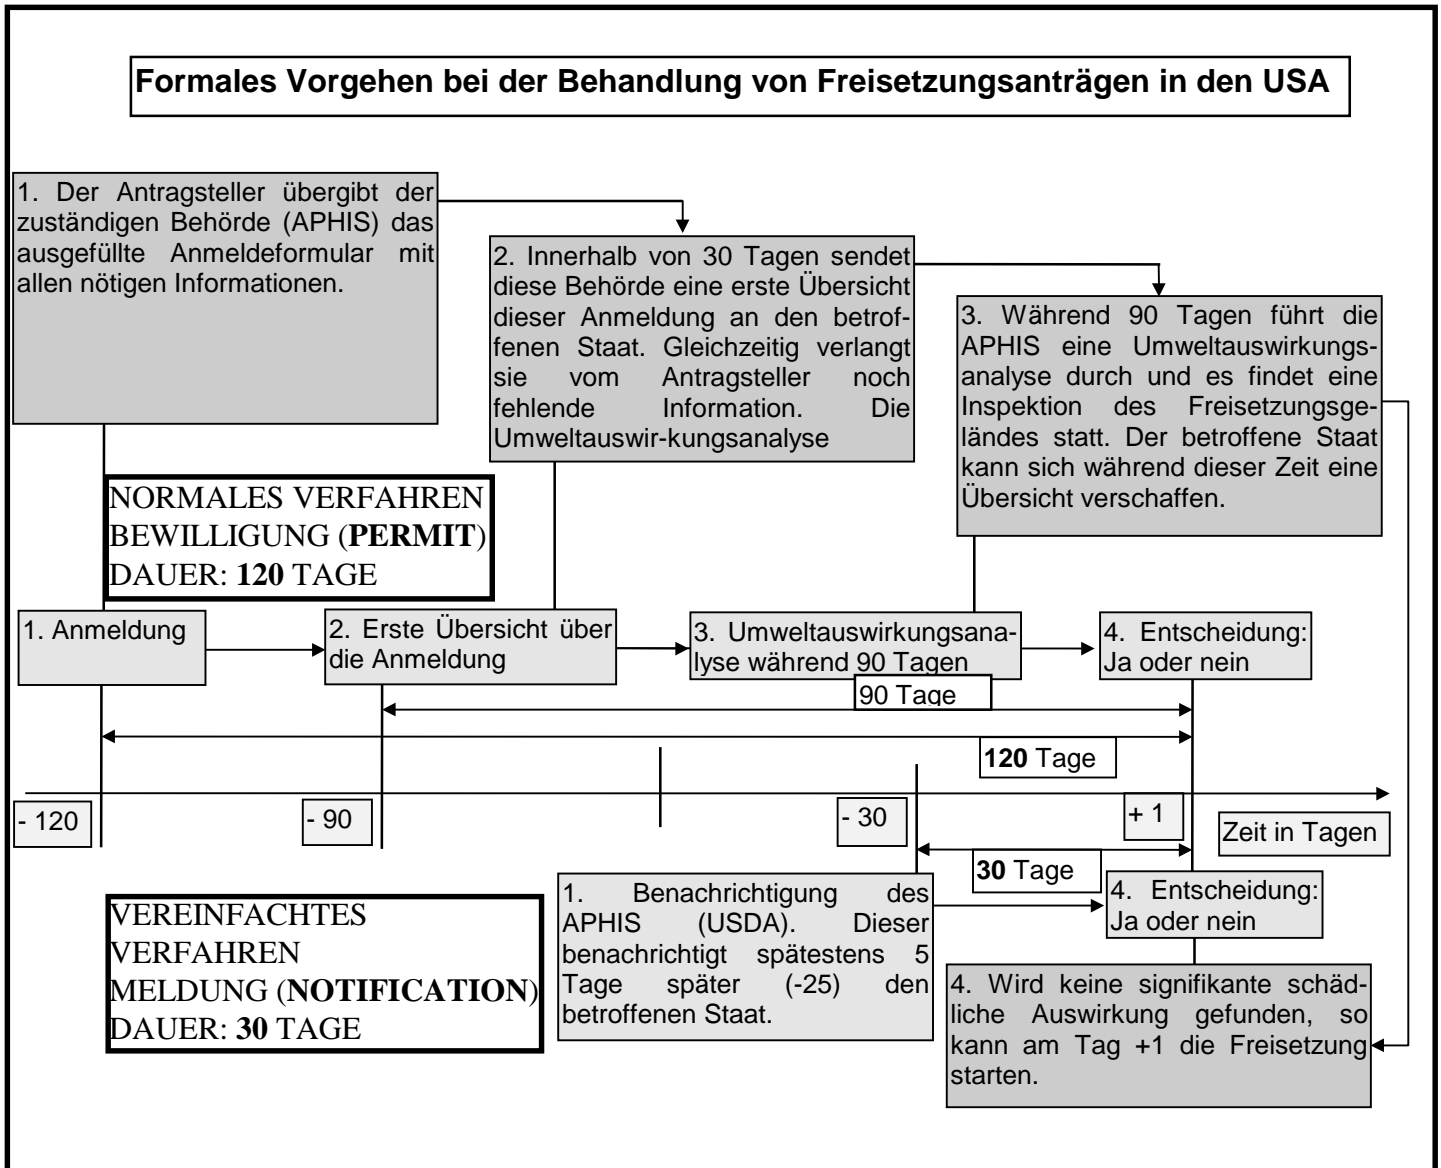 Formales Vorgehen bei der Behandlung von Freisetzungsanträgen in den USA
1. Der Antragsteller übergibt der
zuständigen Behörde (APHIS) das
ausgefüllte Anmeldeformular mit
allen nötigen Informationen.
2. Innerhalb von 30 Tagen sendet
diese Behörde eine erste Übersicht
dieser Anmeldung an den betrof-
fenen Staat. Gleichzeitig verlangt
sie vom Antragsteller noch
fehlende Information. Die
Umweltauswir-kungsanalyse
3. Während 90 Tagen führt die
APHIS eine Umweltauswirkungs-
analyse durch und es findet eine
Inspektion des Freisetzungsge-
ländes statt. Der betroffene Staat
kann sich während dieser Zeit eine
Übersicht verschaffen.
NORMALES VERFAHREN
BEWILLIGUNG (PERMIT)
DAUER: 120 TAGE
1. Anmeldung
2. Erste Übersicht über
die Anmeldung
3. Umweltauswirkungsana-
lyse während 90 Tagen
4. Entscheidung:
Ja oder nein
90 Tage
120 Tage
- 120
- 90
- 30
+ 1
Zeit in Tagen
30 Tage
VEREINFACHTES
VERFAHREN
MELDUNG (NOTIFICATION)
DAUER: 30 TAGE
1. Benachrichtigung des
APHIS (USDA). Dieser
benachrichtigt spätestens 5
Tage später (-25) den
betroffenen Staat.
4. Entscheidung:
Ja oder nein
4. Wird keine signifikante schäd-
liche Auswirkung gefunden, so
kann am Tag +1 die Freisetzung
starten.